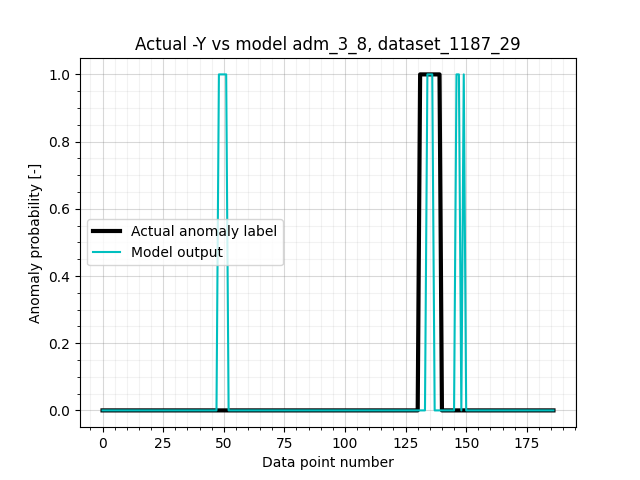 Actual -Y vs model adm_3_8, dataset_1187_29
Anomaly probability [-]
1.0
0.8
0.6
0.4
0.2
0.0
Actual anomaly label
Model output
0 25 50 75 100 125 150 175
Data point number